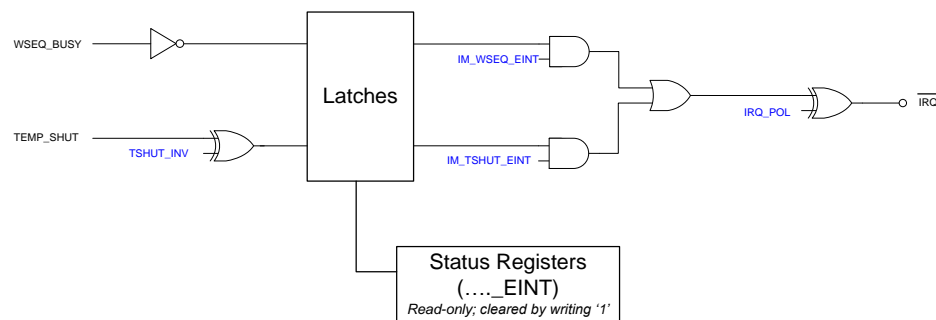 WSEQ_BUSY
IM_WSEQ_EINT
Latches
IRQ
IRQ_POL
TEMP_SHUT
TSHUT_INV
IM_TSHUT_EINT
Status Registers
(…._EINT)
Read-only; cleared by writing ‘1’